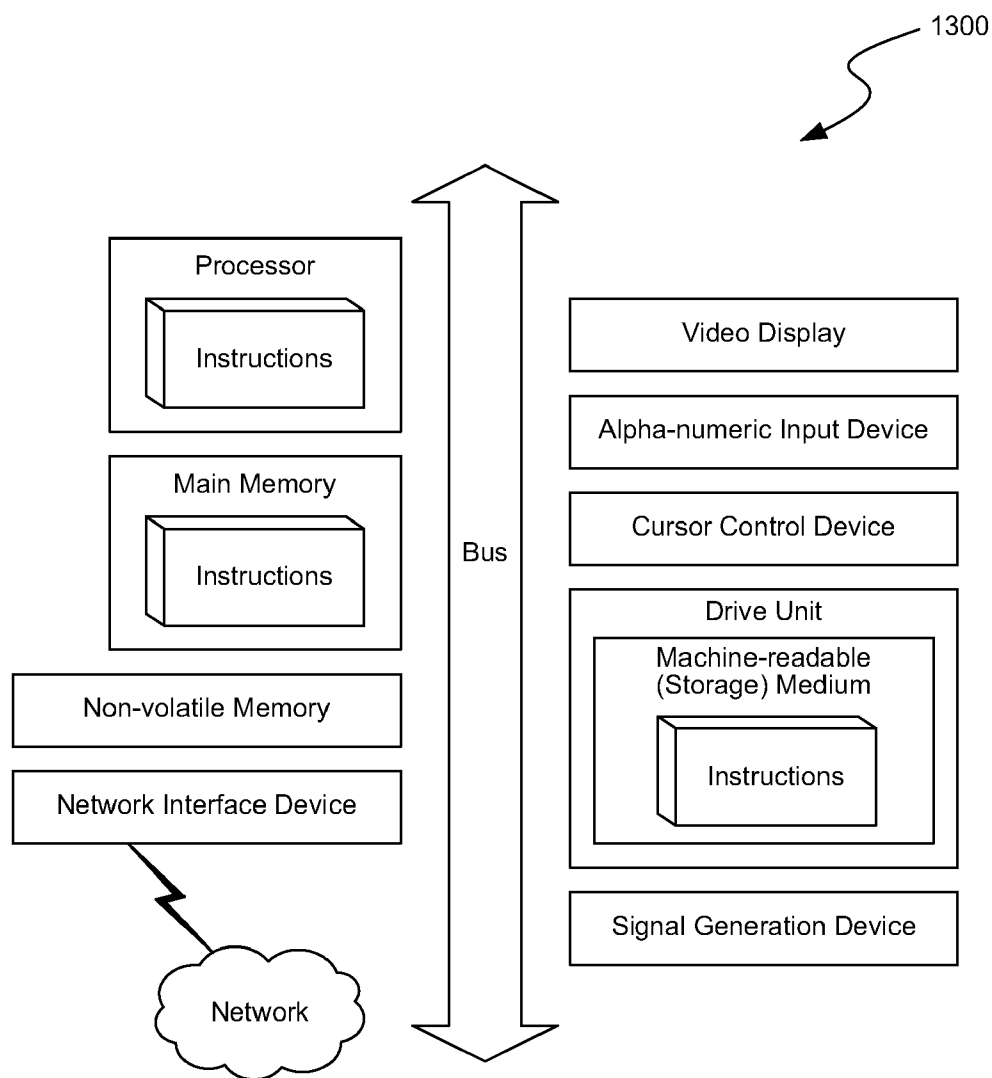 1300
Processor
Instructions
Main Memory
Instructions
Non-volatile Memory
Network Interface Device
Network
Bus
Video Display
Alpha-numeric Input Device
Cursor Control Device
Drive Unit
Machine-readable
(Storage) Medium
Instructions
Signal Generation Device